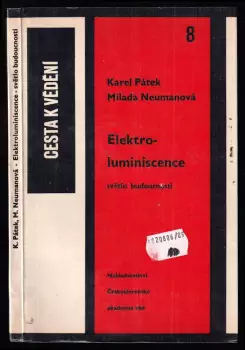 K. Pátek, M. Neumanová - Elektroluminiscence - světlo budoucnosti
CESTA K VĚDĚNÍ
8
Karel Pátek
Milada Neumanová
Elektro-
luminiscence
světlo budoucnosti
Nakladatelství
Československé
akademie věd